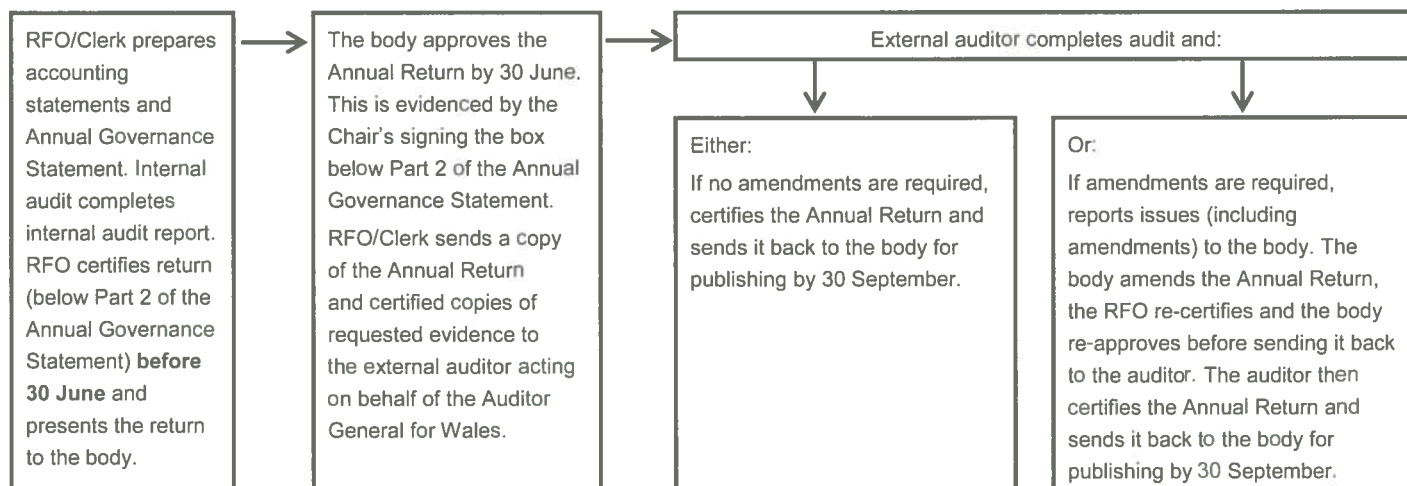 RFO/Clerk prepares
accounting
statements and
Annual Governance
Statement. Internal
audit completes
internal audit report.
RFO certifies return
(below Part 2 of the
Annual Governance
Statement) before
30 June and
presents the return
to the body.
The body approves the
Annual Return by 30 June.
This is evidenced by the
Chair's signing the box
below Part 2 of the Annual
Governance Statement.
RFO/Clerk sends a copy
of the Annual Return
and certified copies of
requested evidence to
the external auditor acting
on behalf of the Auditor
General for Wales.
External auditor completes audit and:
Either:
If no amendments are required,
certifies the Annual Return and
sends it back to the body for
publishing by 30 September.
Or:
If amendments are required,
reports issues (including
amendments) to the body. The
body amends the Annual Return,
the RFO re-certifies and the body
re-approves before sending it back
to the auditor. The auditor then
certifies the Annual Return and
sends it back to the body for
publishing by 30 September.